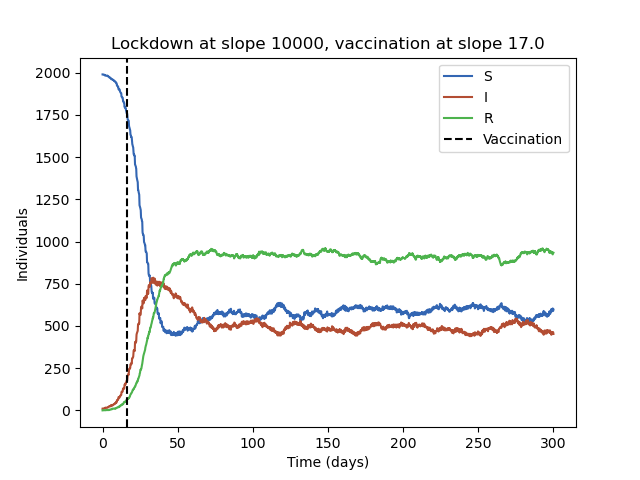 Lockdown at slope 10000, vaccination at slope 17.0
2000
1750
1500
1250
1000
750
500
250
0
Individuals
S
I
R
Vaccination
0 50 100 150 200 250 300
Time (days)